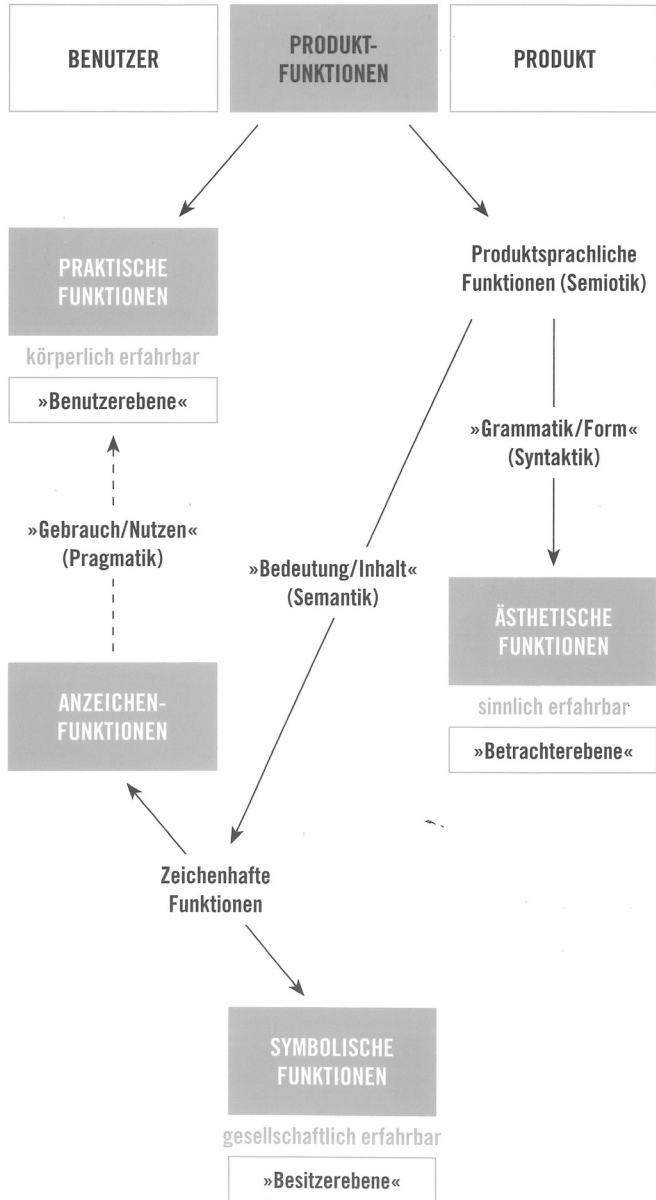 BENUTZER
PRODUKT-
FUNKTIONEN
PRODUKT
PRAKTISCHE
FUNKTIONEN
körperlich erfahrbar
»Benutzerebene«
Produktsprachliche
Funktionen (Semiotik)
»Grammatik/Form«
(Syntaktik)
»Gebrauch/Nutzen«
(Pragmatik)
»Bedeutung/Inhalt«
(Semantik)
ÄSTHETISCHE
FUNKTIONEN
sinnlich erfahrbar
»Betrachterebene«
ANZEICHEN-
FUNKTIONEN
Zeichenhafte
Funktionen
SYMBOLISCHE
FUNKTIONEN
gesellschaftlich erfahrbar
»Besitzerebene«